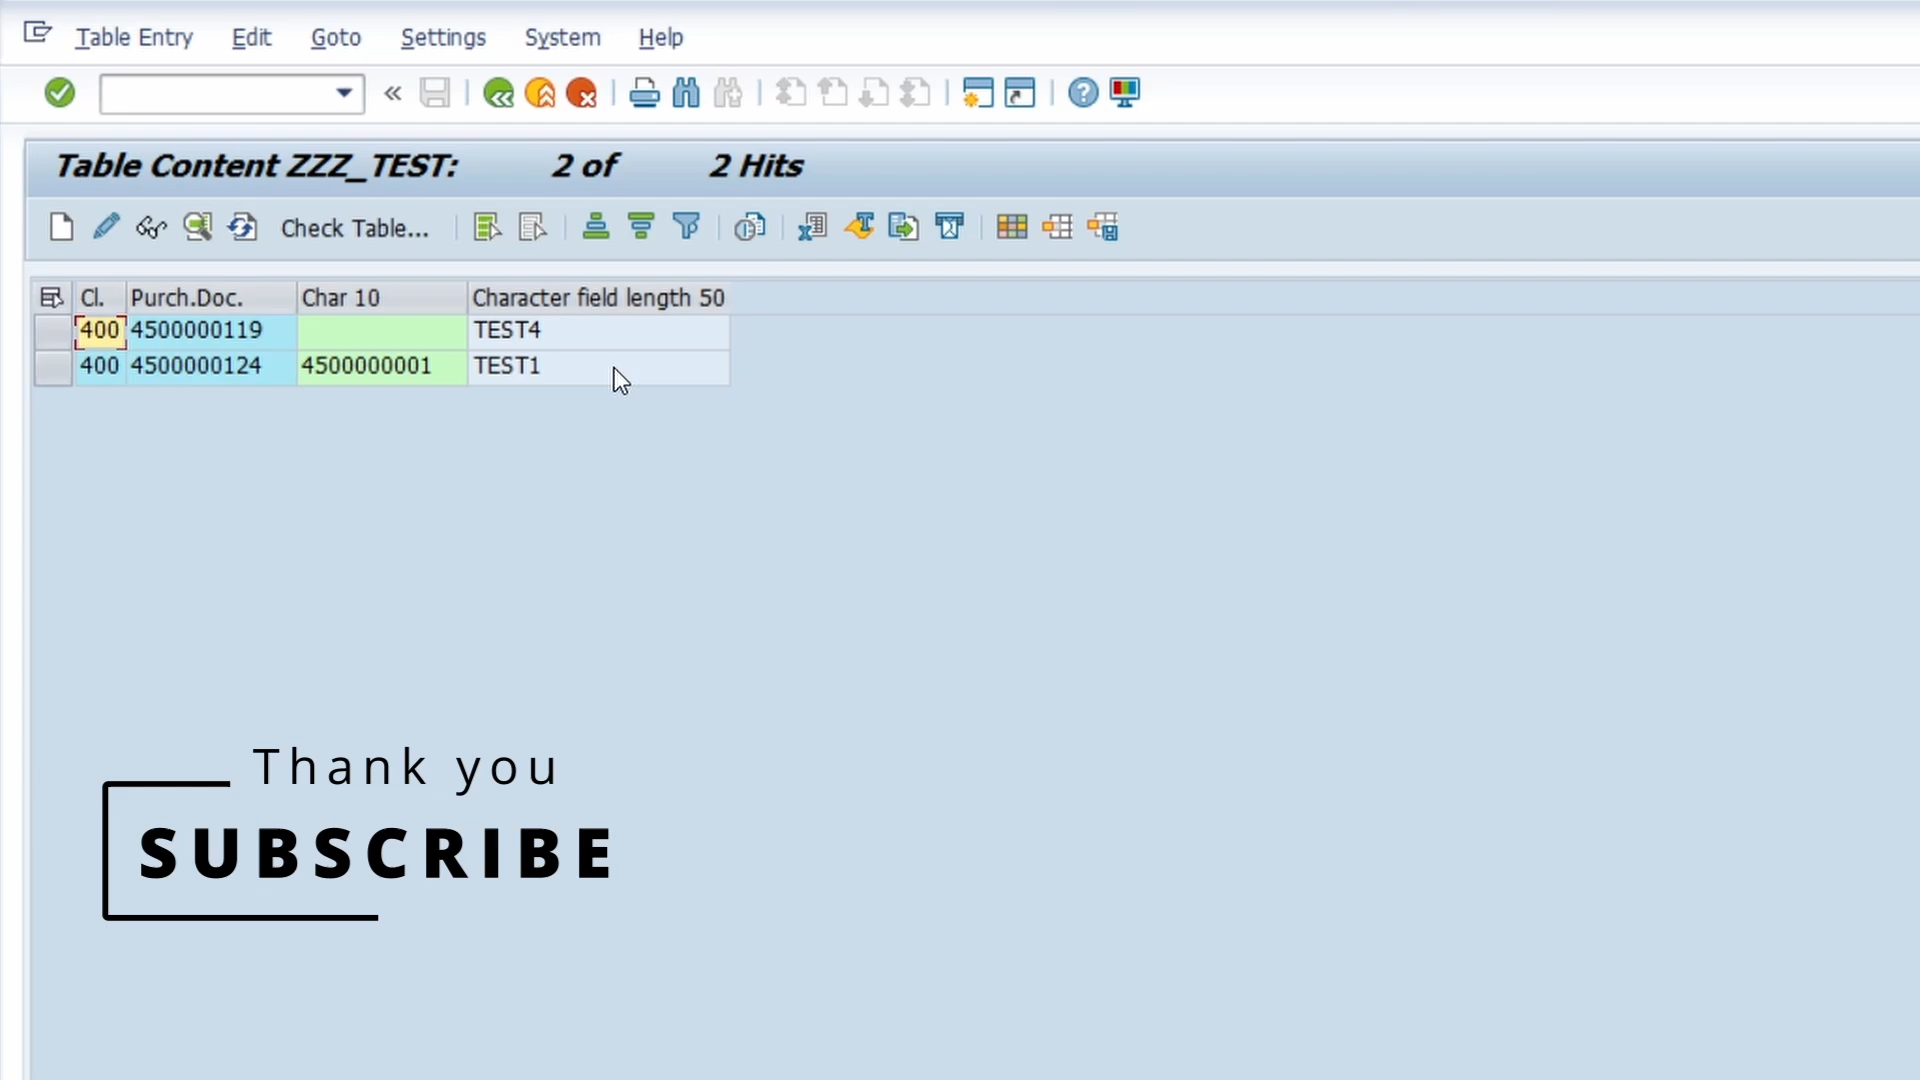 Table Entry Edit Goto Settings System Help
Table Content ZZZ_TEST: 2 of 2 Hits
Check Table...
Cl. Purch.Doc. Char 10 Character field length 50
400 4500000119 TEST4
400 4500000124 4500000001 TEST1
Thank you
SUBSCRIBE